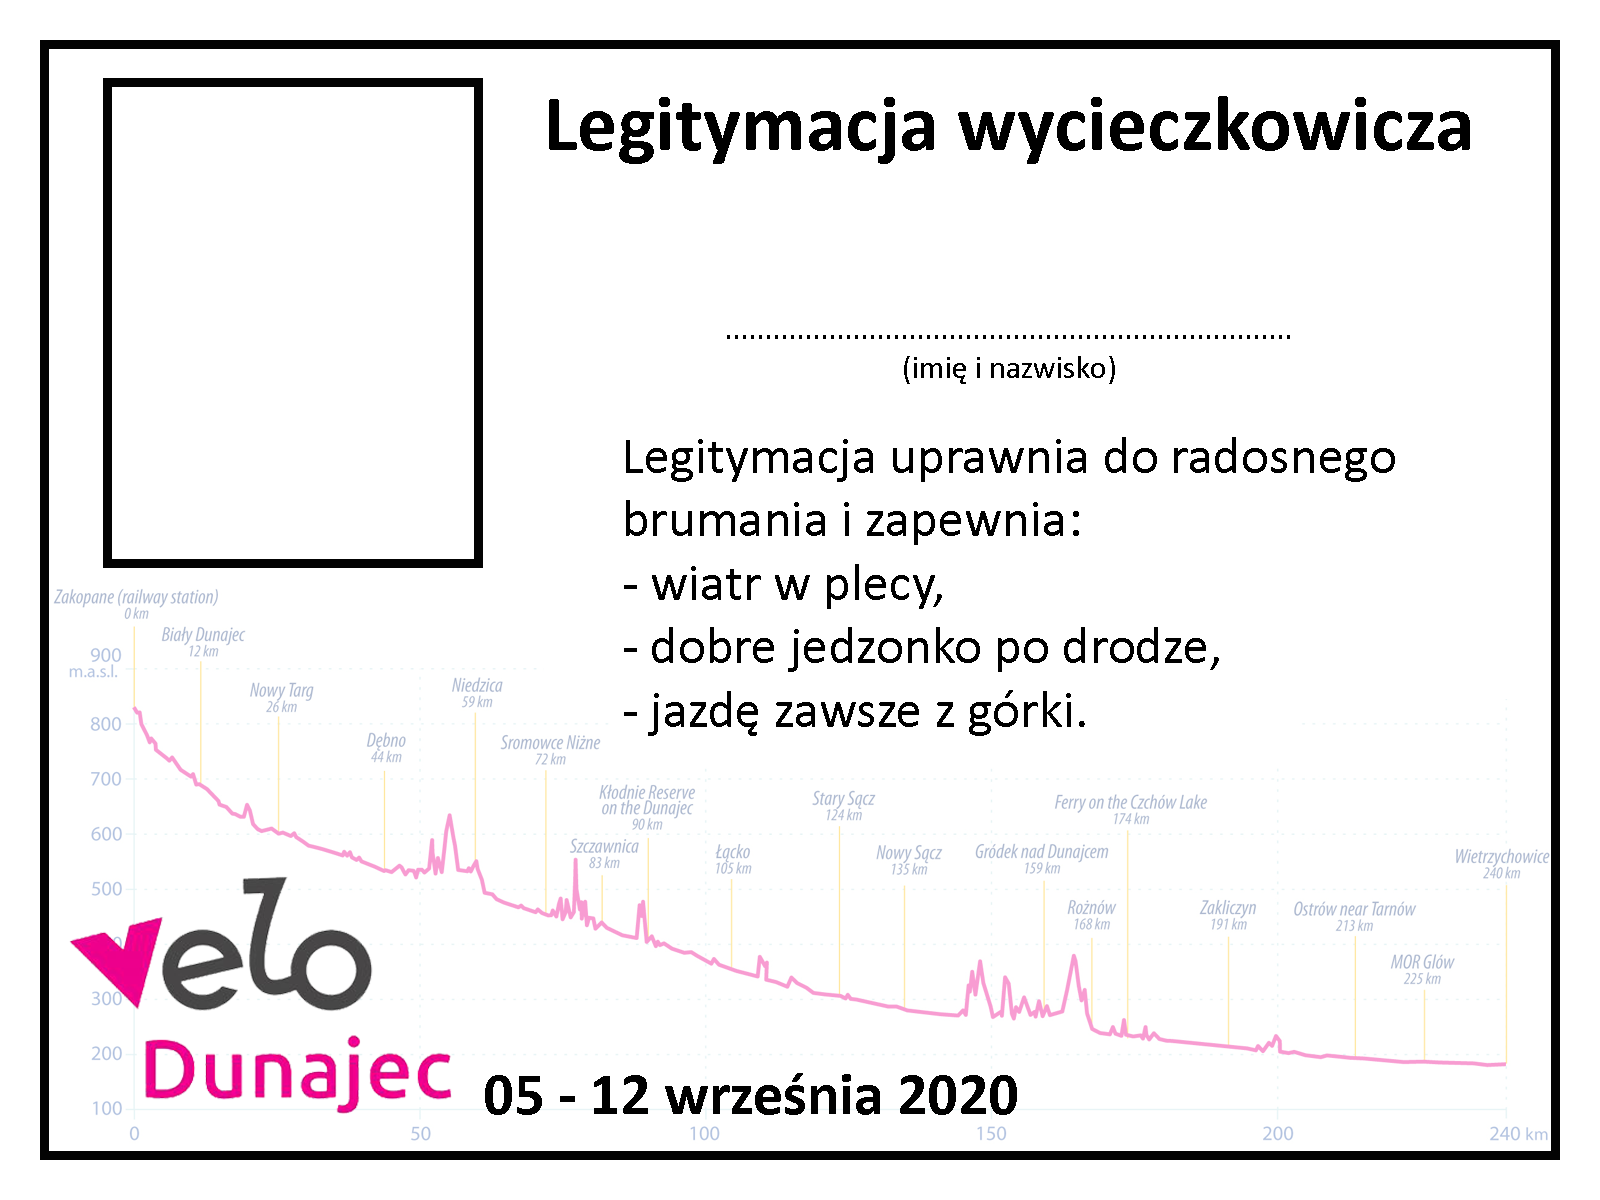 Legitymacja wycieczkowicza
........................................................................
(imię i nazwisko)
Legitymacja uprawnia do radosnego
brumania i zapewnia:
- wiatr w plecy,
- dobre jedzonko po drodze,
- jazdę zawsze z górki.
Zakopane (railway station)
0 km
Biały Dunajec
12 km
Nowy Targ
26 km
Dębno
44 km
Niedzica
59 km
Sromowce Niżne
72 km
Szczawnica
83 km
Kłodnie Reserve
on the Dunajec
90 km
Łącko
105 km
Stary Sącz
124 km
Nowy Sącz
135 km
Gródek nad Dunajcem
159 km
Rożnów
168 km
Ferry on the Czchów Lake
174 km
Zakliczyn
191 km
Ostrów near Tarnów
213 km
MOR Glów
225 km
Wietrzychowice
240 km
900
m.a.s.l.
800
700
600
500
300
200
100
velo
Dunajec
05 - 12 września 2020
0 50 100 150 200 240 km